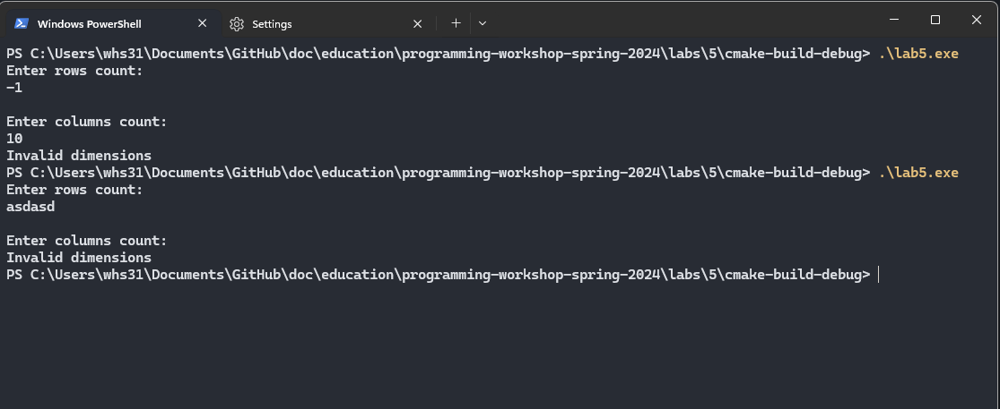 Windows PowerShell
Settings
PS C:\Users\whs31\Documents\GitHub\doc\education\programming-workshop-spring-2024\labs\5\cmake-build-debug> .\lab5.exe
Enter rows count:
-1
Enter columns count:
10
Invalid dimensions
PS C:\Users\whs31\Documents\GitHub\doc\education\programming-workshop-spring-2024\labs\5\cmake-build-debug> .\lab5.exe
Enter rows count:
asdasd
Enter columns count:
Invalid dimensions
PS C:\Users\whs31\Documents\GitHub\doc\education\programming-workshop-spring-2024\labs\5\cmake-build-debug>